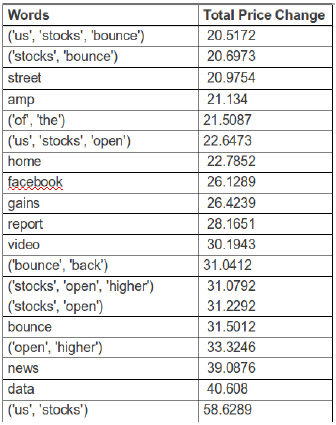 Words Total Price Change
('us', 'stocks', 'bounce') 20.5172
('stocks', 'bounce') 20.6973
street 20.9754
amp 21.134
('of', 'the') 21.5087
('us', 'stocks', 'open') 22.6473
home 22.7852
facebook 26.1289
gains 26.4239
report 28.1651
video 30.1943
('bounce', 'back') 31.0412
('stocks', 'open', 'higher') 31.0792
('stocks', 'open') 31.2292
bounce 31.5012
('open', 'higher') 33.3246
news 39.0876
data 40.608
('us', 'stocks') 58.6289